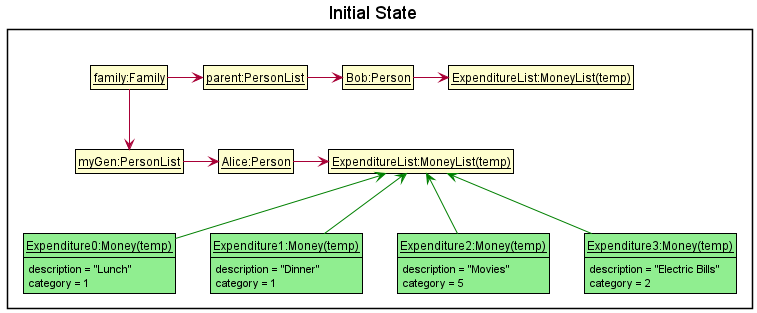 Initial State
family:Family
parent:PersonList
Bob:Person
ExpenditureList:MoneyList(temp)
myGen:PersonList
Alice:Person
ExpenditureList:MoneyList(temp)
Expenditure0:Money(temp)
description = "Lunch"
category = 1
Expenditure1:Money(temp)
description = "Dinner"
category = 1
Expenditure2:Money(temp)
description = "Movies"
category = 5
Expenditure3:Money(temp)
description = "Electric Bills"
category = 2